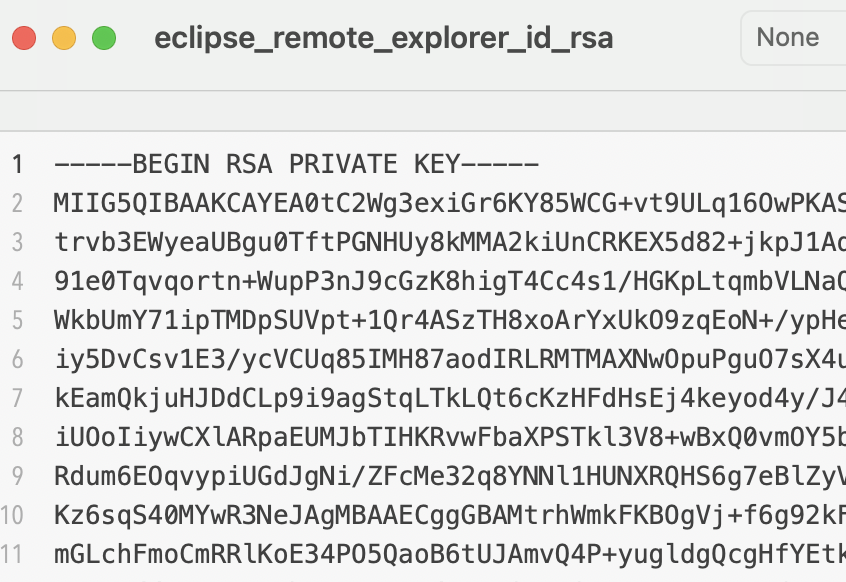 eclipse_remote_explorer_id_rsa
None
1 -----BEGIN RSA PRIVATE KEY-----
2 MIIG5QIBAAKCAYEA0tC2Wg3exiGr6KY85WCG+vt9ULq16OwPKAS
3 trvb3EWyeaUBgu0TftPGNHUy8kMMA2kiUnCRKEX5d82+jkpJ1Ad
4 91e0Tqvqortn+WupP3nJ9cGzK8higT4Cc4s1/HGKpLtqmbVLNaQ
5 WkbUmY71ipTMDpSUVpt+1Qr4ASzTH8xoArYxUkO9zqEoN+/ypHe
6 iy5DvCsv1E3/ycVCUq85IMH87aodIRLRMTMAXNwOpuPguO7sX4u
7 kEamQkjuHJDdCLp9i9agStqLTkLQt6cKzHFdHsEj4keyod4y/J4
8 iUOoIiywCXlARpaEUMJbTIHKRvwFbaXPSTkl3V8+wBxQ0vmOY5b
9 Rdum6EOqvypiUGdJgNi/ZFcMe32q8YNNl1HUNXRQHS6g7eBlZyV
10 Kz6sqS40MYwR3NeJAgMBAAECggGBAMtrhWmkFKBOgVj+f6g92kF
11 mGLchFmoCmRRlKoE34PO5QaoB6tUJAmvQ4P+yugldgQcgHfYEtk